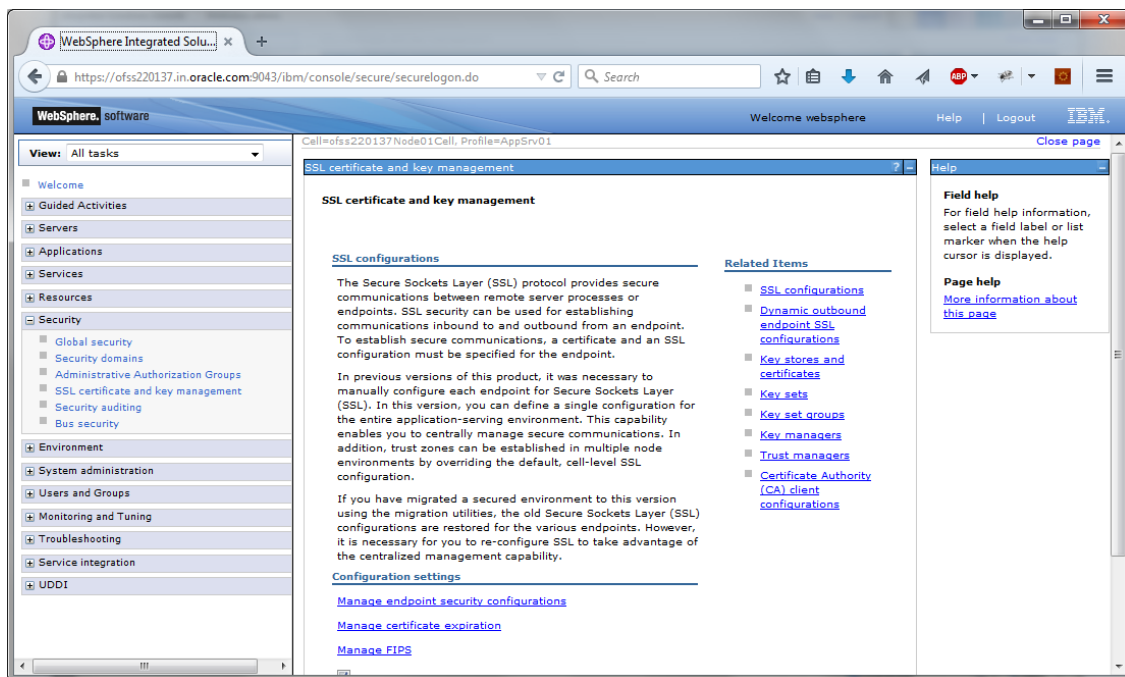 WebSphere Integrated Solu...
https://ofss220137.in.oracle.com:9043/ibm/console/secure/securelogon.do
Search
ABP
WebSphere. software
Welcome websphere
Help | Logout
IBM.
View: All tasks
Welcome
Guided Activities
Servers
Applications
Services
Resources
Security
Global security
Security domains
Administrative Authorization Groups
SSL certificate and key management
Security auditing
Bus security
Environment
System administration
Users and Groups
Monitoring and Tuning
Troubleshooting
Service integration
UDDI
Cell=ofss220137Node01Cell, Profile=AppSrv01
Close page
SSL certificate and key management
?
SSL certificate and key management
SSL configurations
The Secure Sockets Layer (SSL) protocol provides secure
communications between remote server processes or
endpoints. SSL security can be used for establishing
communications inbound to and outbound from an endpoint.
To establish secure communications, a certificate and an SSL
configuration must be specified for the endpoint.
In previous versions of this product, it was necessary to
manually configure each endpoint for Secure Sockets Layer
(SSL). In this version, you can define a single configuration for
the entire application-serving environment. This capability
enables you to centrally manage secure communications. In
addition, trust zones can be established in multiple node
environments by overriding the default, cell-level SSL
configuration.
If you have migrated a secured environment to this version
using the migration utilities, the old Secure Sockets Layer (SSL)
configurations are restored for the various endpoints. However,
it is necessary for you to re-configure SSL to take advantage of
the centralized management capability.
Configuration settings
Manage endpoint security configurations
Manage certificate expiration
Manage FIPS
Related Items
SSL configurations
Dynamic outbound
endpoint SSL
configurations
Key stores and
certificates
Key sets
Key set groups
Key managers
Trust managers
Certificate Authority
(CA) client
configurations
Help
Field help
For field help information,
select a field label or list
marker when the help
cursor is displayed.
Page help
More information about
this page